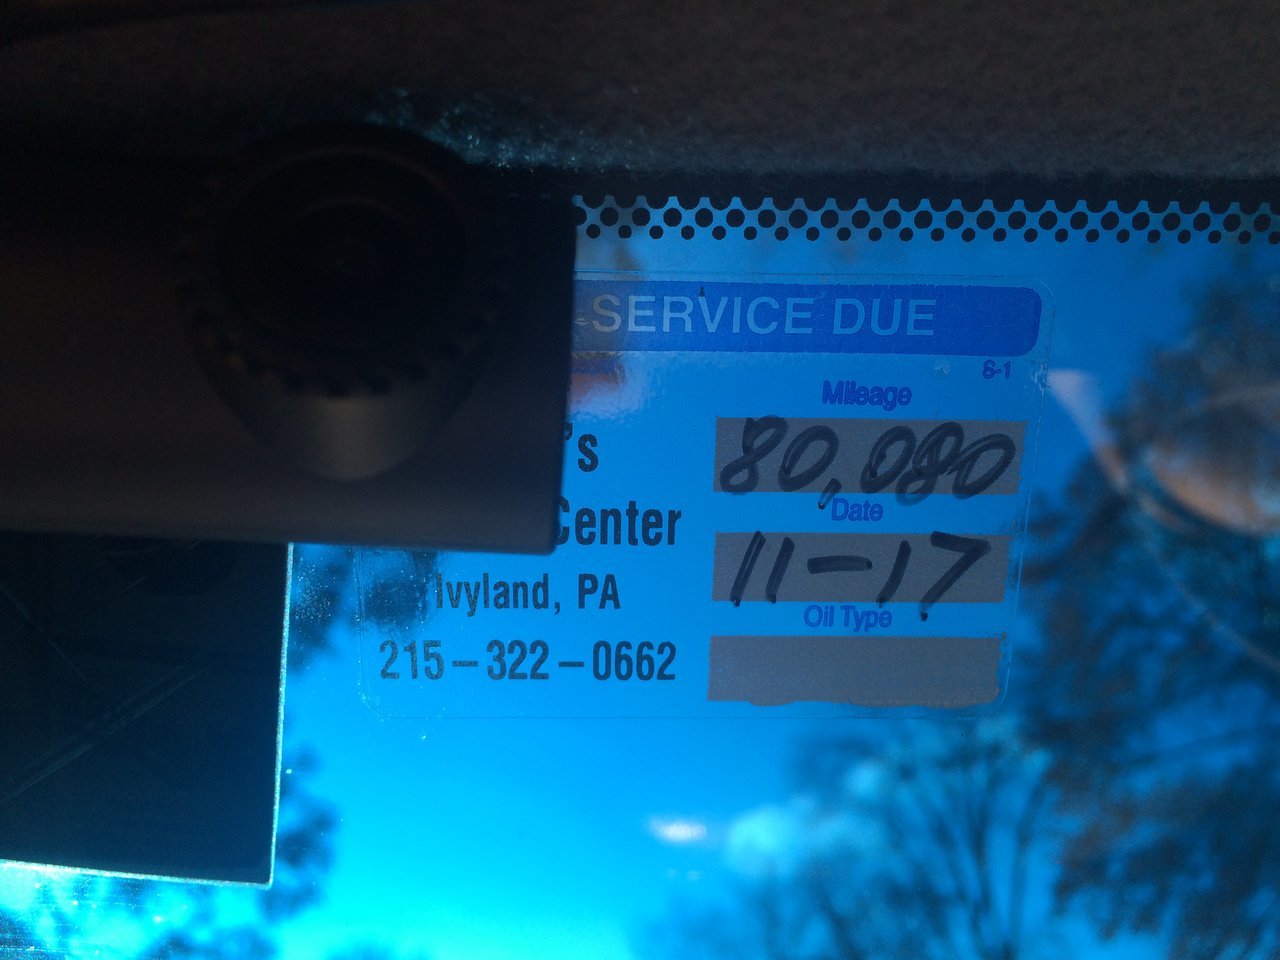 -SERVICE DUE
S-1
Mileage
80,080
's
Date
Center
11-17
Ivyland, PA
Oil Type
215-322-0662